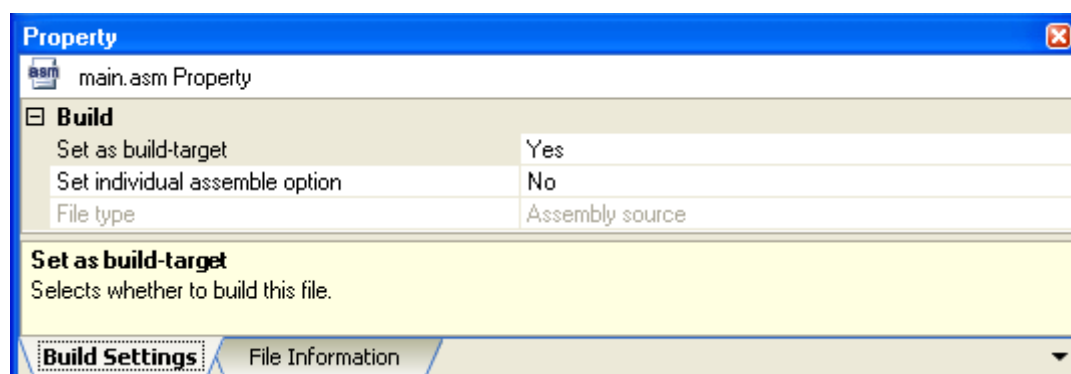 Property
asm main.asm Property
Build
Set as build-target Yes
Set individual assemble option No
File type Assembly source
Set as build-target
Selects whether to build this file.
Build Settings File Information